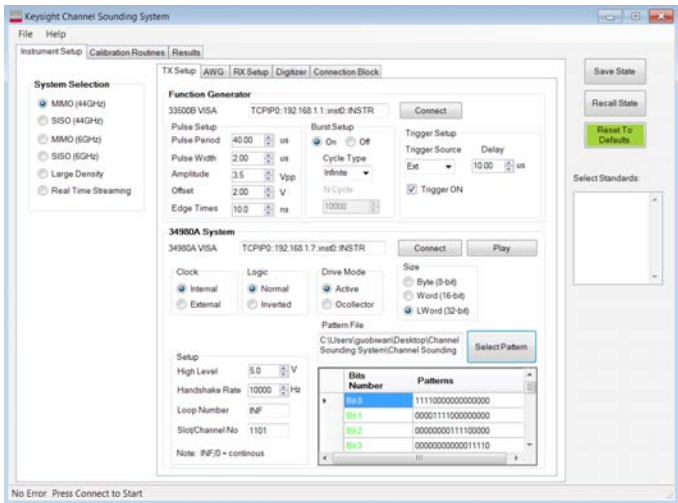 Keysight Channel Sounding System
File Help
Instrument Setup Calibration Routines Results
System Selection
MIMO (44GHz)
SISO (44GHz)
MIMO (6GHz)
SISO (6GHz)
Large Density
Real Time Streaming
TX Setup AWG RX Setup Digitizer Connection Block
Function Generator
33500B VISA TCPIP0::192.168.1.1::inst0::INSTR Connect
Pulse Setup
Pulse Period 40.00 us
Pulse Width 2.00 us
Amplitude 3.5 Vpp
Offset 2.00 V
Edge Times 10.0 ns
Burst Setup
On Off
Cycle Type
Infinite
N Cycle
10000
Trigger Setup
Trigger Source Delay
Ext 10.00 us
Trigger ON
34980A System
34980A VISA TCPIP0::192.168.1.7::inst0::INSTR Connect Play
Clock
Internal
External
Logic
Normal
Inverted
Drive Mode
Active
Ocollector
Size
Byte (8-bit)
Word (16-bit)
LWord (32-bit)
Pattern File
C:\Users\guobiwan\Desktop\Channel
Sounding System\Channel Sounding
Select Pattern
Setup
High Level 5.0 V
Handshake Rate 10000 Hz
Loop Number INF
Slot/Channel No 1101
Note: INF/0 = continous
Bits Number Patterns
Bit 0 1111000000000000
Bit 1 0000111100000000
Bit 2 0000000011110000
Bit 3 00000000000011110
Save State
Recall State
Reset To
Defaults
Select Standards:
No Error Press Connect to Start